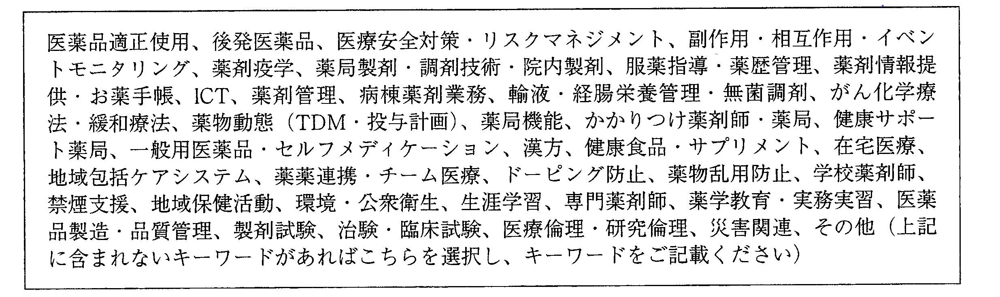 医薬品適正使用、後発医薬品、医療安全対策・リスクマネジメント、副作用・相互作用・イベン
トモニタリング、薬剤疫学、薬局製剤・調剤技術・院内製剤、服薬指導・薬歴管理、薬剤情報提
供・お薬手帳、ICT、薬剤管理、病棟薬剤業務、輸液・経腸栄養管理・無菌調剤、がん化学療
法・緩和療法、薬物動態（TDM・投与計画）、薬局機能、かかりつけ薬剤師・薬局、健康サポー
ト薬局、一般用医薬品・セルフメディケーション、漢方、健康食品・サプリメント、在宅医療、
地域包括ケアシステム、薬薬連携・チーム医療、ドーピング防止、薬物乱用防止、学校薬剤師、
禁煙支援、地域保健活動、環境・公衆衛生、生涯学習、専門薬剤師、薬学教育・実務実習、医薬
品製造・品質管理、製剤試験、治験・臨床試験、医療倫理・研究倫理、災害関連、その他（上記
に含まれないキーワードがあればこちらを選択し、キーワードをご記載ください）